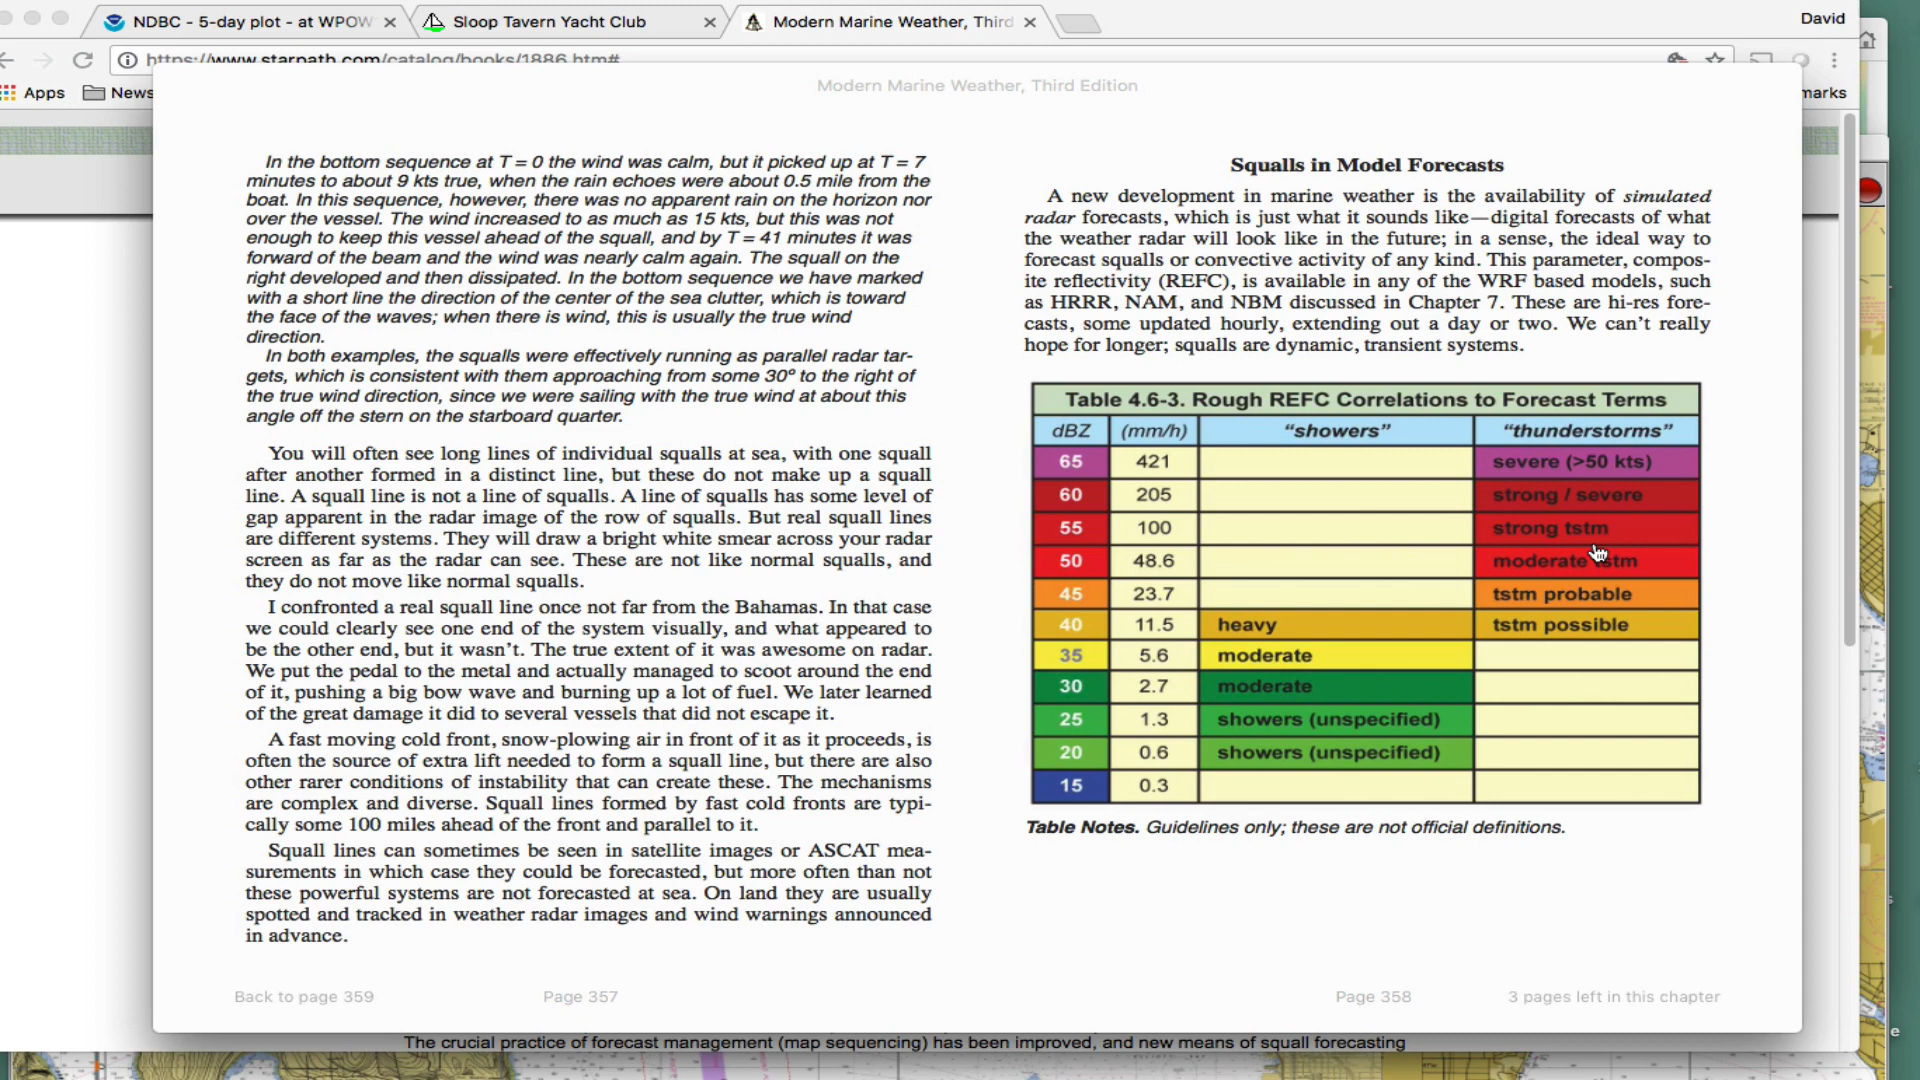 NDBC - 5-day plot - at WPOW
Sloop Tavern Yacht Club
Modern Marine Weather, Third
David
https://www.starpath.com/catalog/books/1886.htm#
Apps
News
marks
Modern Marine Weather, Third Edition
In the bottom sequence at T = 0 the wind was calm, but it picked up at T = 7
minutes to about 9 kts true, when the rain echoes were about 0.5 mile from the
boat. In this sequence, however, there was no apparent rain on the horizon nor
over the vessel. The wind increased to as much as 15 kts, but this was not
enough to keep this vessel ahead of the squall, and by T = 41 minutes it was
forward of the beam and the wind was nearly calm again. The squall on the
right developed and then dissipated. In the bottom sequence we have marked
with a short line the direction of the center of the sea clutter, which is toward
the face of the waves; when there is wind, this is usually the true wind
direction.
In both examples, the squalls were effectively running as parallel radar tar-
gets, which is consistent with them approaching from some 30º to the right of
the true wind direction, since we were sailing with the true wind at about this
angle off the stern on the starboard quarter.
You will often see long lines of individual squalls at sea, with one squall
after another formed in a distinct line, but these do not make up a squall
line. A squall line is not a line of squalls. A line of squalls has some level of
gap apparent in the radar image of the row of squalls. But real squall lines
are different systems. They will draw a bright white smear across your radar
screen as far as the radar can see. These are not like normal squalls, and
they do not move like normal squalls.
I confronted a real squall line once not far from the Bahamas. In that case
we could clearly see one end of the system visually, and what appeared to
be the other end, but it wasn't. The true extent of it was awesome on radar.
We put the pedal to the metal and actually managed to scoot around the end
of it, pushing a big bow wave and burning up a lot of fuel. We later learned
of the great damage it did to several vessels that did not escape it.
A fast moving cold front, snow-plowing air in front of it as it proceeds, is
often the source of extra lift needed to form a squall line, but there are also
other rarer conditions of instability that can create these. The mechanisms
are complex and diverse. Squall lines formed by fast cold fronts are typi-
cally some 100 miles ahead of the front and parallel to it.
Squall lines can sometimes be seen in satellite images or ASCAT mea-
surements in which case they could be forecasted, but more often than not
these powerful systems are not forecasted at sea. On land they are usually
spotted and tracked in weather radar images and wind warnings announced
in advance.
Back to page 359
Page 357
Squalls in Model Forecasts
A new development in marine weather is the availability of simulated
radar forecasts, which is just what it sounds like—digital forecasts of what
the weather radar will look like in the future; in a sense, the ideal way to
forecast squalls or convective activity of any kind. This parameter, compos-
ite reflectivity (REFC), is available in any of the WRF based models, such
as HRRR, NAM, and NBM discussed in Chapter 7. These are hi-res fore-
casts, some updated hourly, extending out a day or two. We can't really
hope for longer; squalls are dynamic, transient systems.
Table 4.6-3. Rough REFC Correlations to Forecast Terms
dBZ (mm/h) "showers" "thunderstorms"
65 421 severe (>50 kts)
60 205 strong / severe
55 100 strong tstm
50 48.6 moderate tstm
45 23.7 tstm probable
40 11.5 heavy tstm possible
35 5.6 moderate
30 2.7 moderate
25 1.3 showers (unspecified)
20 0.6 showers (unspecified)
15 0.3
Table Notes. Guidelines only; these are not official definitions.
Page 358
3 pages left in this chapter
The crucial practice of forecast management (map sequencing) has been improved, and new means of squall forecasting